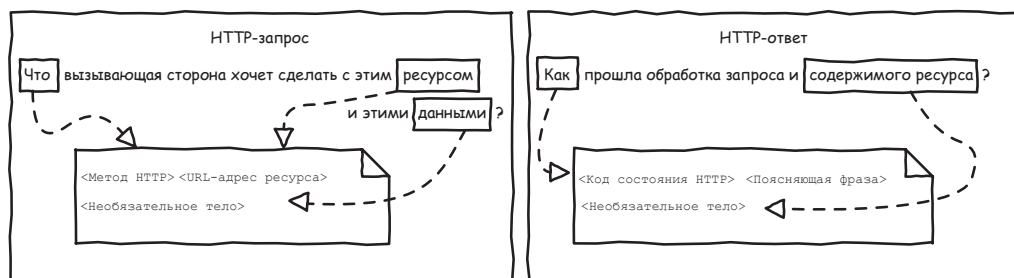 HTTP-запрос
Что вызывающая сторона хочет сделать с этим ресурсом
и этими данными ?
<Метод HTTP> <URL-адрес ресурса>
<Необязательное тело>
HTTP-ответ
Как прошла обработка запроса и содержимого ресурса ?
<Код состояния HTTP> <Поясняющая фраза>
<Необязательное тело>